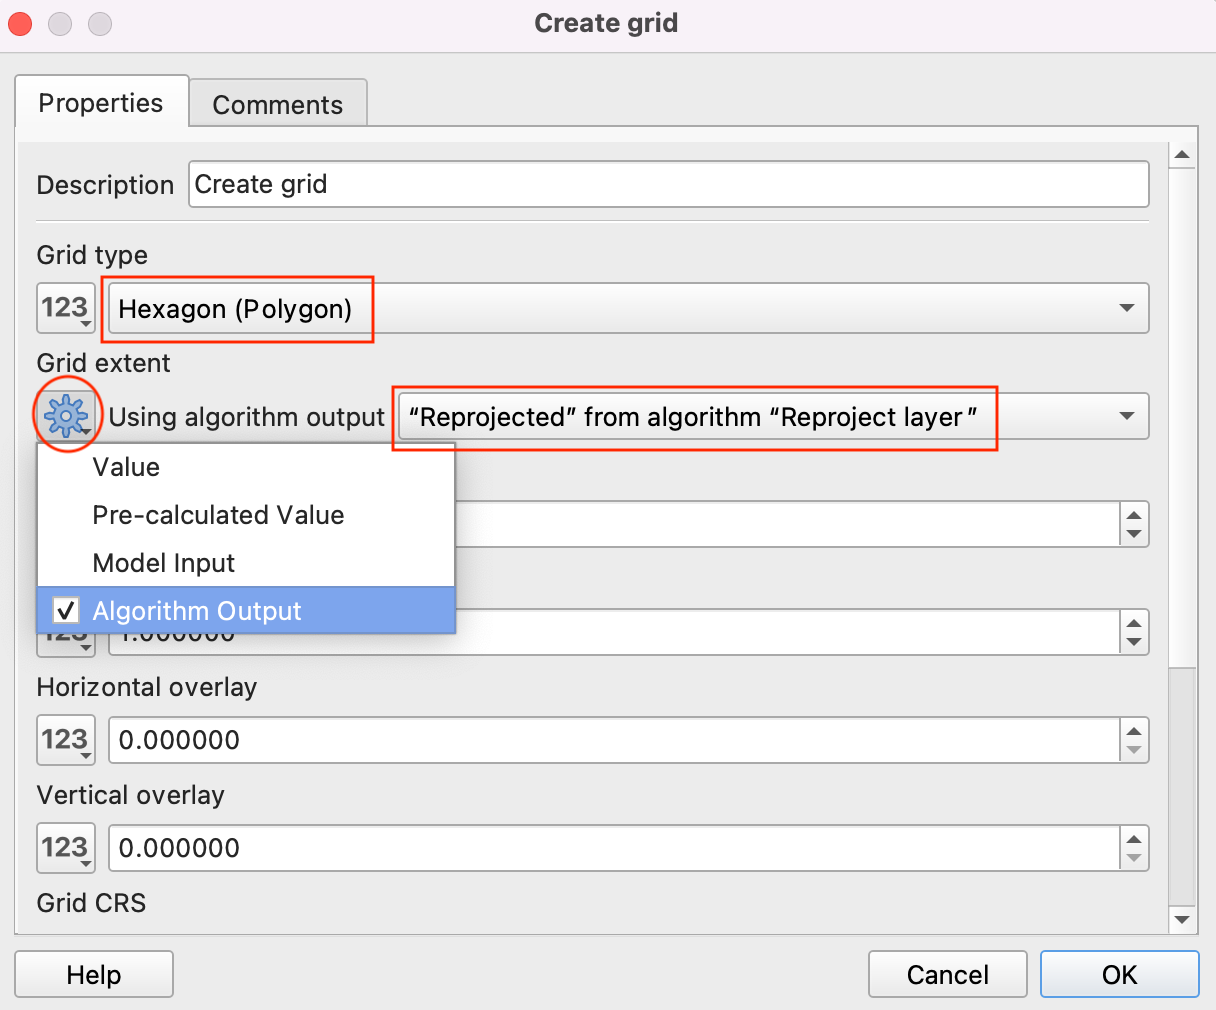 Create grid
Properties
Comments
Description
Create grid
Grid type
123
Hexagon (Polygon)
Grid extent
Using algorithm output
“Reprojected” from algorithm “Reproject layer”
Value
Pre-calculated Value
Model Input
Algorithm Output
123
1.000000
Horizontal overlay
123
0.000000
Vertical overlay
123
0.000000
Grid CRS
Help
Cancel
OK